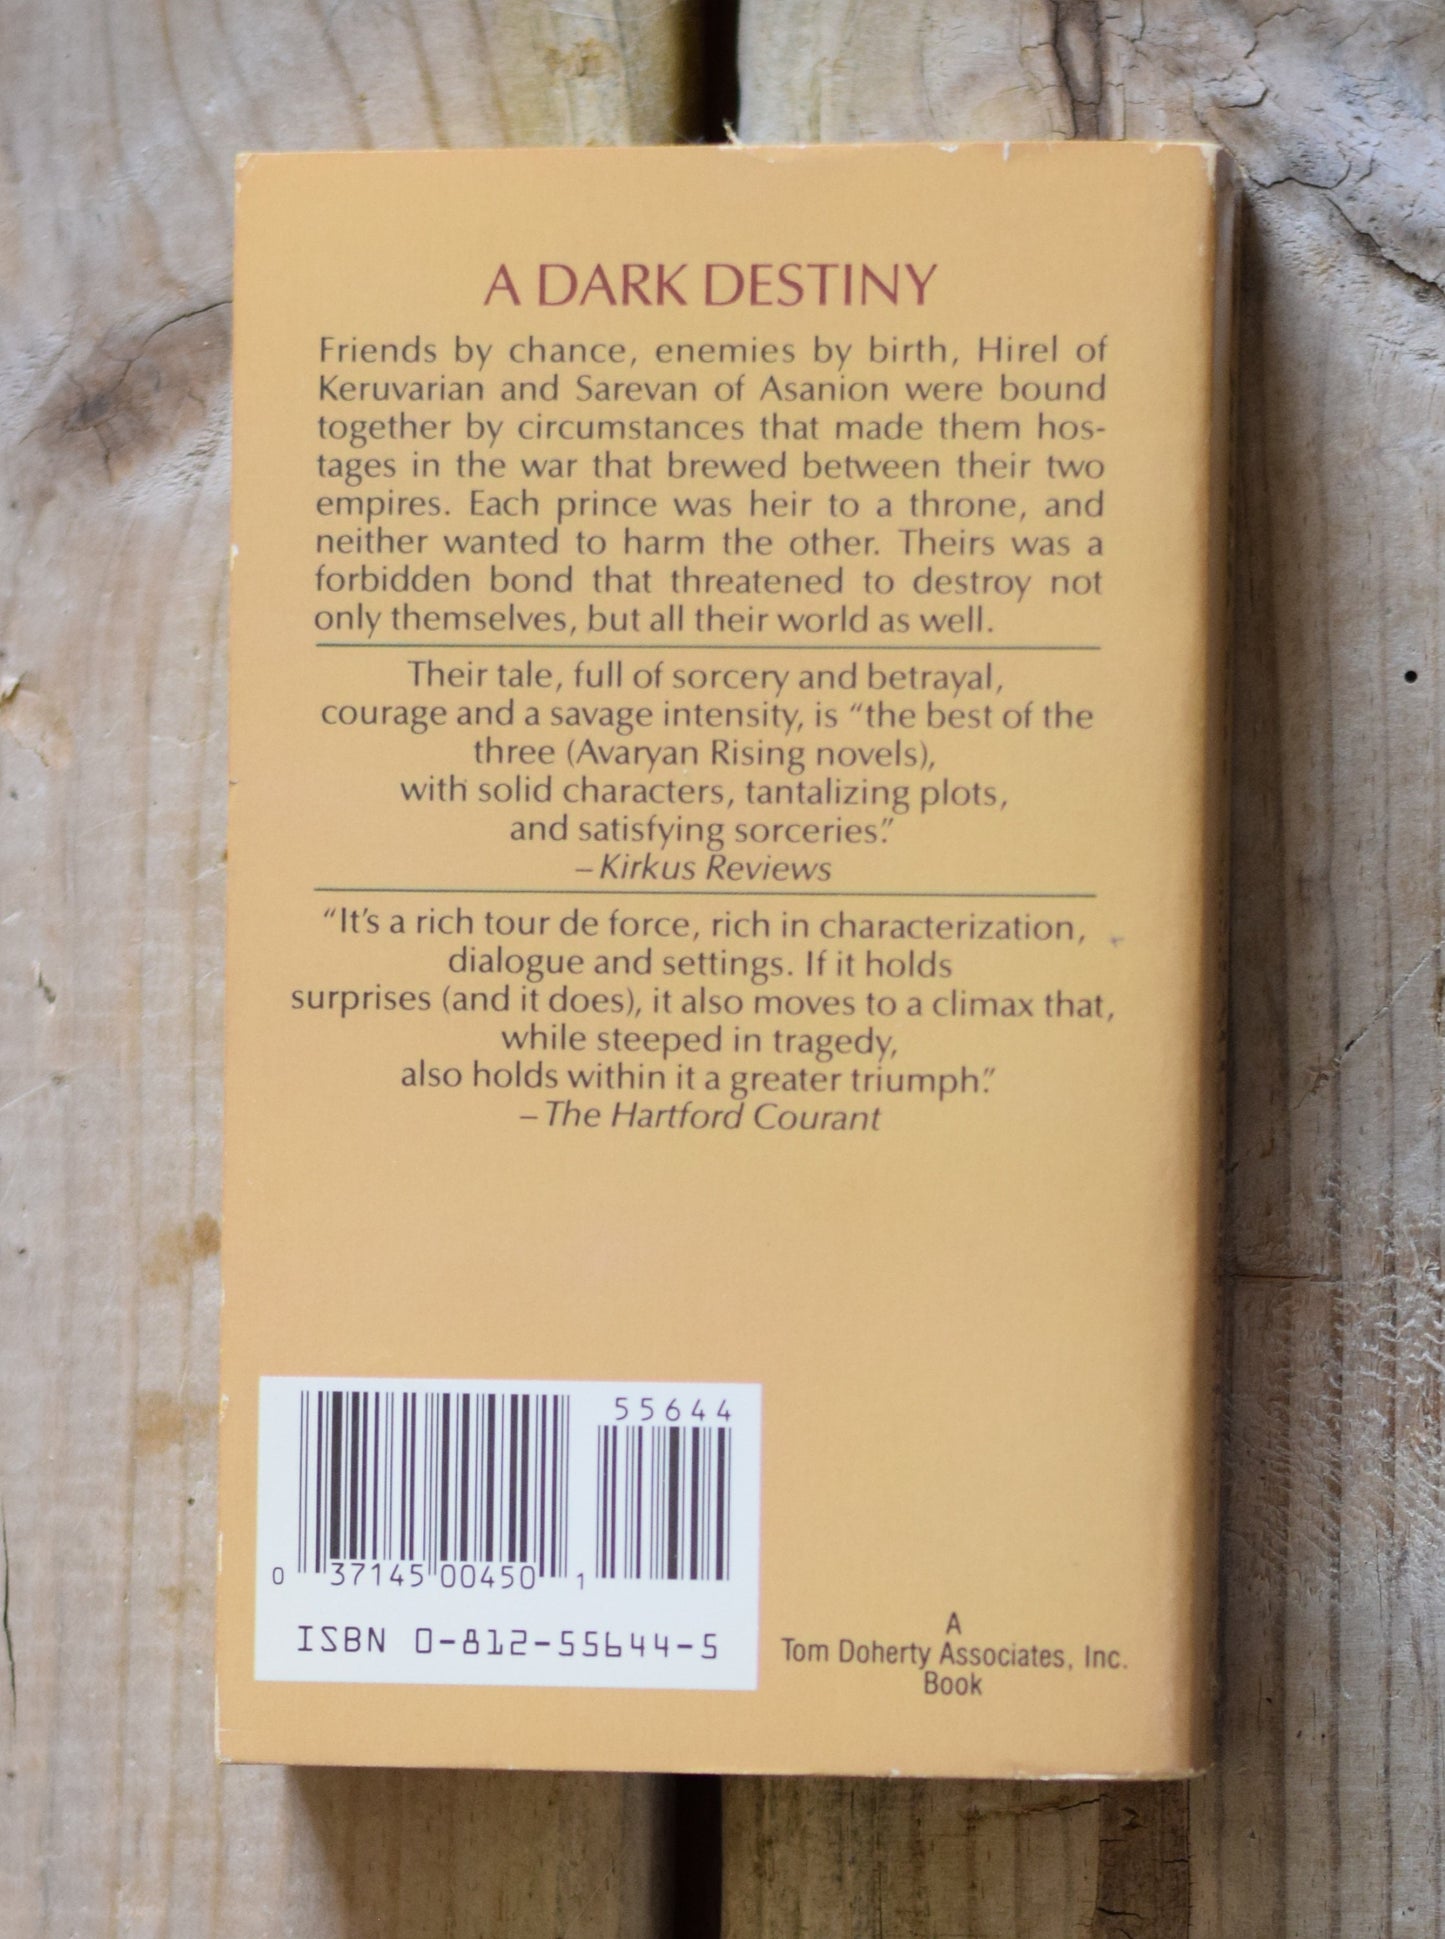 A DARK DESTINY
Friends by chance, enemies by birth, Hirel of
Keruvarian and Sarevan of Asanion were bound
together by circumstances that made them hos-
tages in the war that brewed between their two
empires. Each prince was heir to a throne, and
neither wanted to harm the other. Theirs was a
forbidden bond that threatened to destroy not
only themselves, but all their world as well.
Their tale, full of sorcery and betrayal,
courage and a savage intensity, is “the best of the
three (Avaryan Rising novels),
with solid characters, tantalizing plots,
and satisfying sorceries.”
– Kirkus Reviews
“It’s a rich tour de force, rich in characterization,
dialogue and settings. If it holds
surprises (and it does), it also moves to a climax that,
while steeped in tragedy,
also holds within it a greater triumph.”
– The Hartford Courant
55644
0 37145 00450 1
ISBN 0-812-55644-5
A
Tom Doherty Associates, Inc.
Book